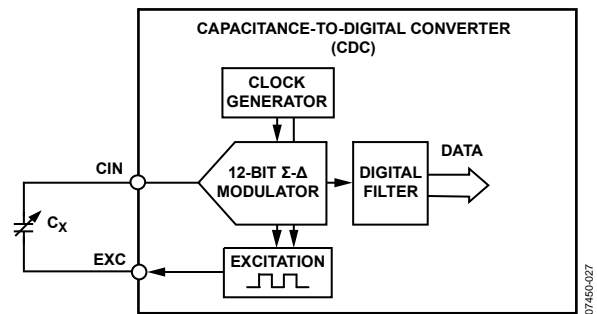 CAPACITANCE-TO-DIGITAL CONVERTER
(CDC)
CLOCK
GENERATOR
CIN
12-BIT Σ-Δ
MODULATOR
DIGITAL
FILTER
DATA
CX
EXC
EXCITATION
07450-027